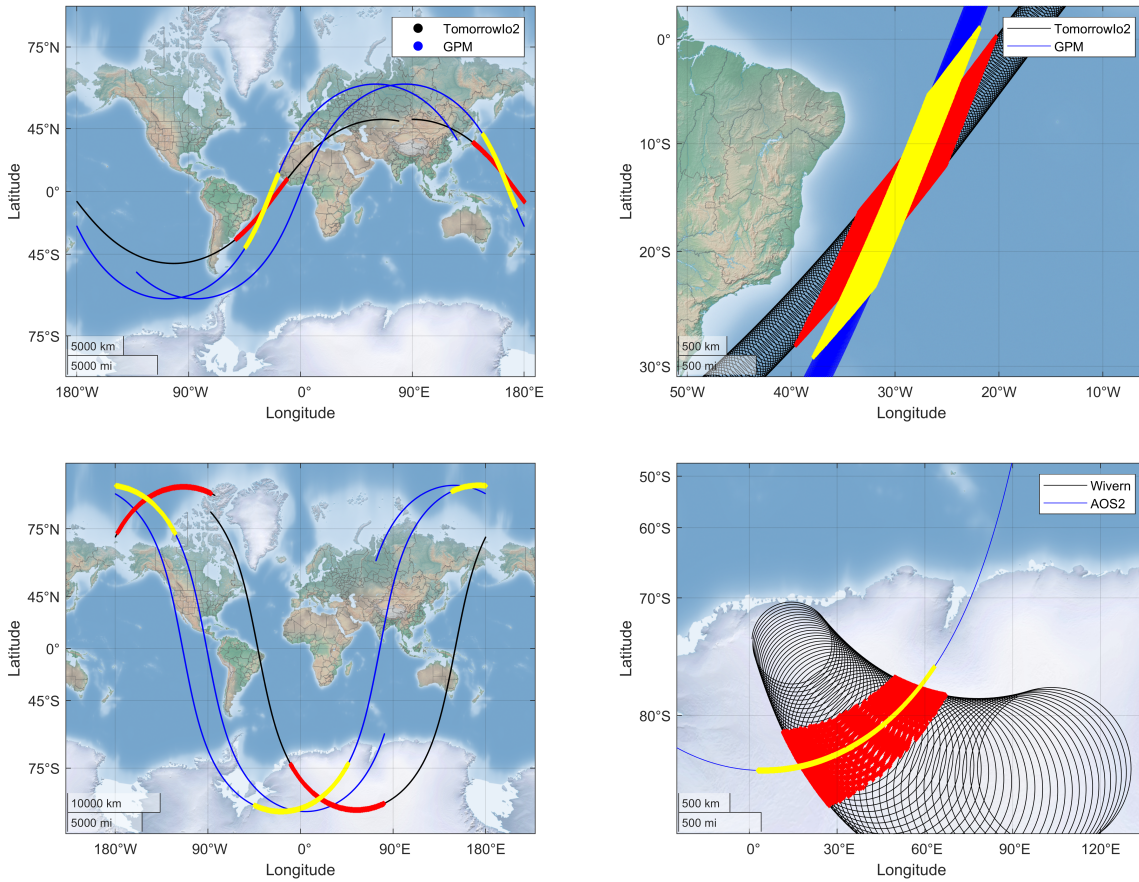 TomorrowIo2
GPM
75°N
45°N
0°
45°S
75°S
Latitude
5000 km
5000 mi
180°W
90°W
0°
90°E
180°E
Longitude
TomorrowIo2
GPM
0°
10°S
20°S
30°S
Latitude
500 km
500 mi
50°W
40°W
30°W
20°W
10°W
Longitude
75°N
45°N
0°
45°S
75°S
Latitude
10000 km
5000 mi
180°W
90°W
0°
90°E
180°E
Longitude
Wivern
AOS2
50°S
60°S
70°S
80°S
Latitude
500 km
500 mi
0°
30°E
60°E
90°E
120°E
Longitude